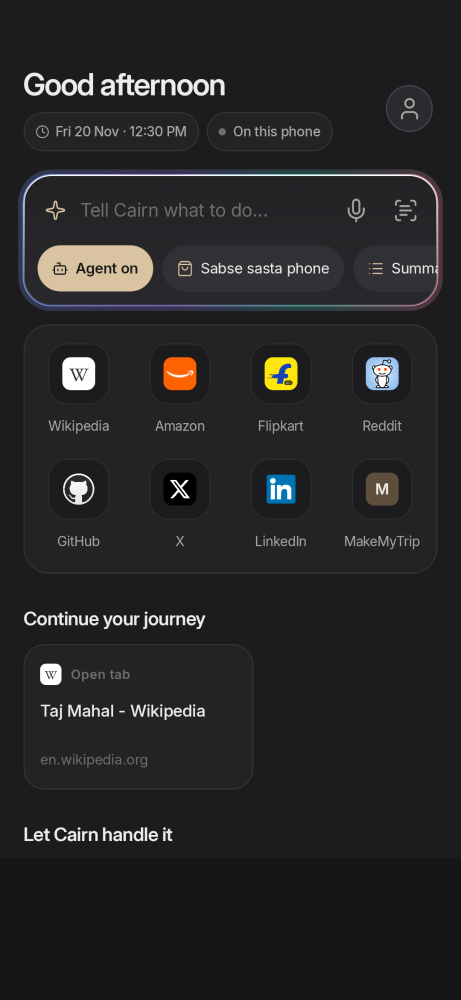 Good afternoon
Fri 20 Nov · 12:30 PM
On this phone
Tell Cairn what to do...
Agent on
Sabse sasta phone
Summa
W
Wikipedia
Amazon
Flipkart
Reddit
GitHub
X
in
LinkedIn
M
MakeMyTrip
Continue your journey
W
Open tab
Taj Mahal - Wikipedia
en.wikipedia.org
Let Cairn handle it